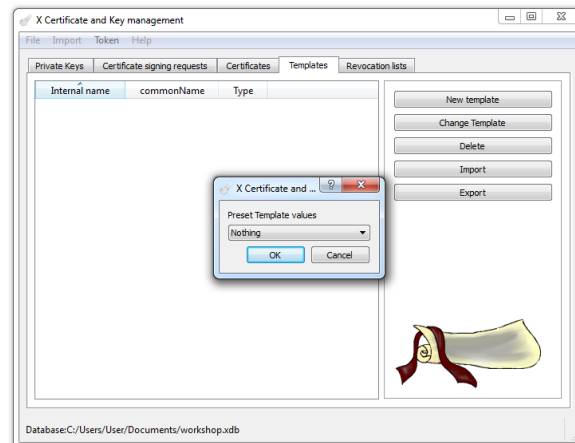 X Certificate and Key management
File Import Token Help
Private Keys Certificate signing requests Certificates Templates Revocation lists
Internal name commonName Type
New template
Change Template
Delete
Import
Export
X Certificate and ...
Preset Template values
Nothing
OK Cancel
Database:C:/Users/User/Documents/workshop.xdb